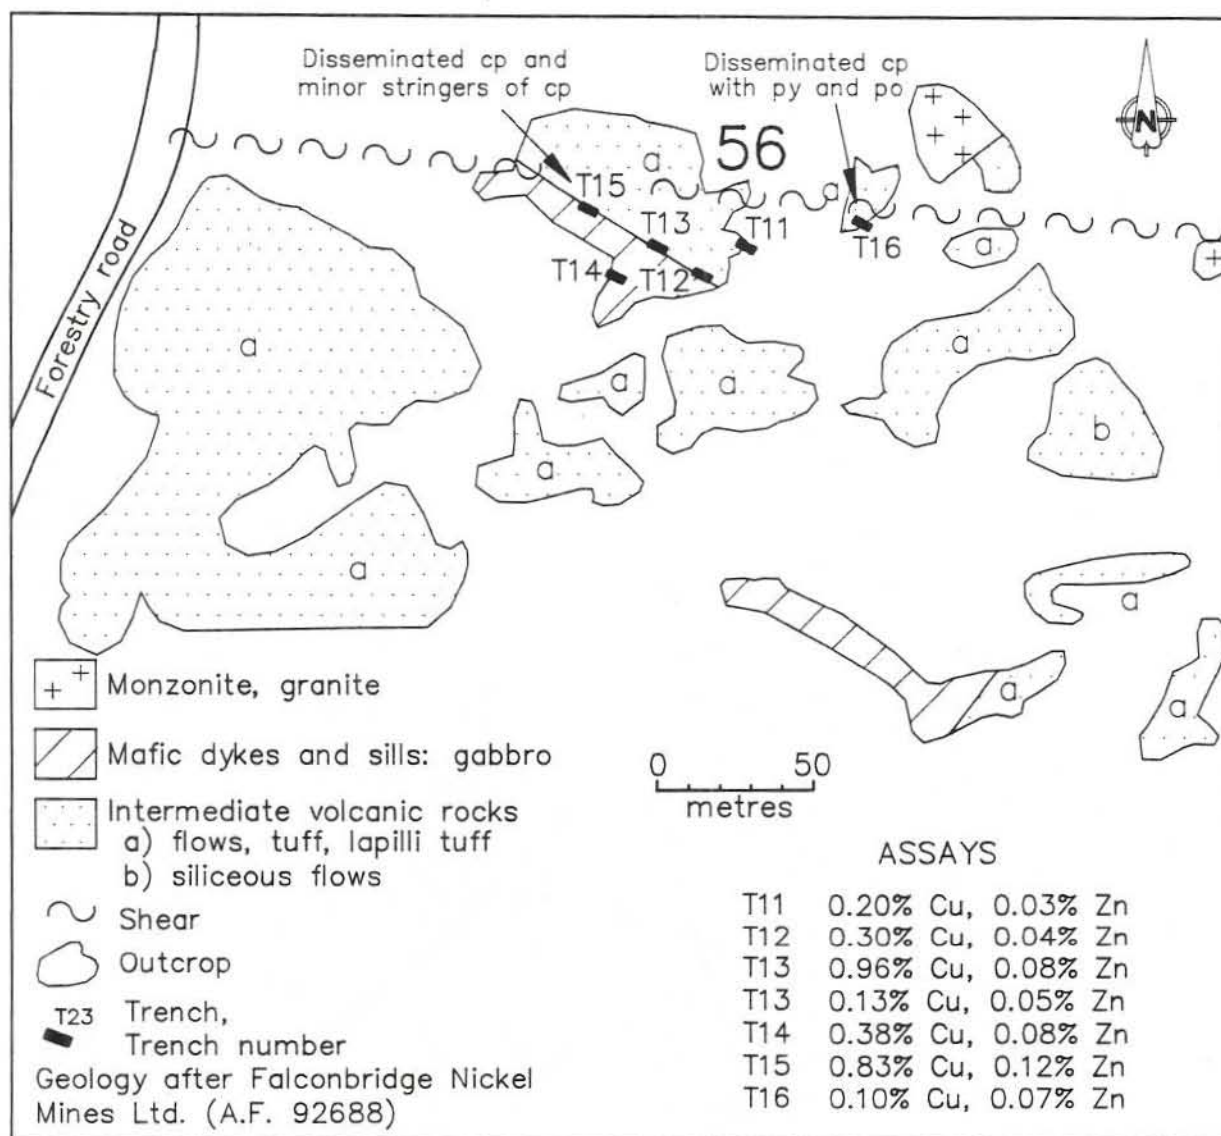 Disseminated cp and
minor stringers of cp
Disseminated cp
with py and po
N
56
a
a
T15
T13
T11
T16
T14
T12
a
Forestry road
a
a
a
a
b
a
a
a
a
a
Monzonite, granite
Mafic dykes and sills: gabbro
Intermediate volcanic rocks
a) flows, tuff, lapilli tuff
b) siliceous flows
Shear
Outcrop
T23 Trench,
Trench number
Geology after Falconbridge Nickel
Mines Ltd. (A.F. 92688)
0 50
metres
ASSAYS
T11 0.20% Cu, 0.03% Zn
T12 0.30% Cu, 0.04% Zn
T13 0.96% Cu, 0.08% Zn
T13 0.13% Cu, 0.05% Zn
T14 0.38% Cu, 0.08% Zn
T15 0.83% Cu, 0.12% Zn
T16 0.10% Cu, 0.07% Zn